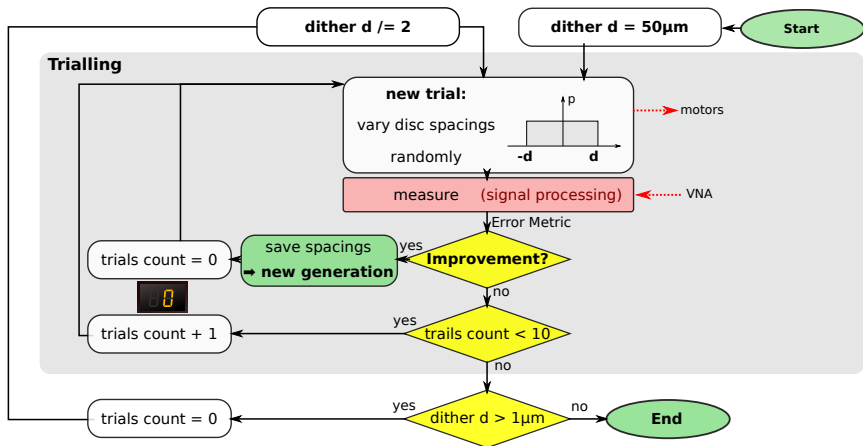 dither d /= 2
dither d = 50μm
Start
Trialling
new trial:
vary disc spacings
randomly
p
-d
d
motors
measure (signal processing)
VNA
Error Metric
trials count = 0
save spacings
➡ new generation
yes
Improvement?
no
0
trials count + 1
yes
trails count < 10
no
trials count = 0
yes
dither d > 1μm
no
End